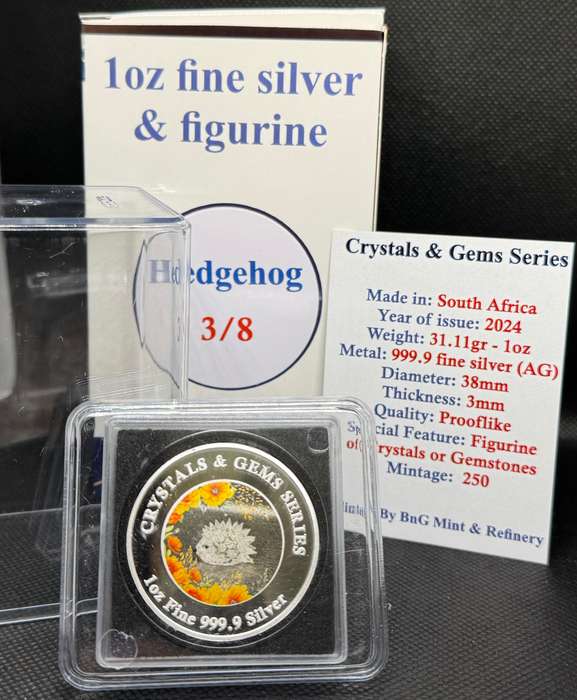 1oz fine silver
& figurine
Hedgehog
3/8
Crystals & Gems Series
Made in: South Africa
Year of issue: 2024
Weight: 31.11gr - 1oz
Metal: 999.9 fine silver (AG)
Diameter: 38mm
Thickness: 3mm
Quality: Prooflike
Special Feature: Figurine
of Crystals or Gemstones
Mintage: 250
By BnG Mint & Refinery
CRYSTALS & GEMS SERIES
1oz Fine 999.9 Silver